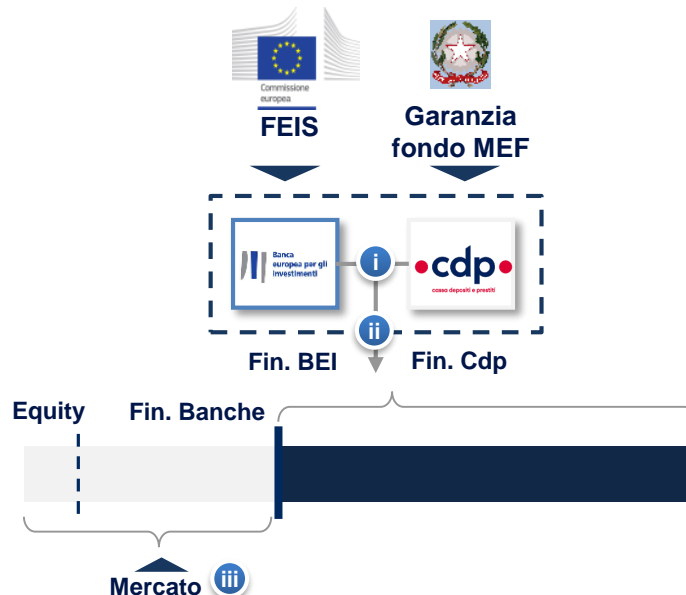 Commissione
europea
FEIS
Garanzia
fondo MEF
Banca
europea per gli
investimenti
i
cdp
cassa depositi e prestiti
ii
Fin. BEI
Fin. Cdp
Equity
Fin. Banche
Mercato
iii